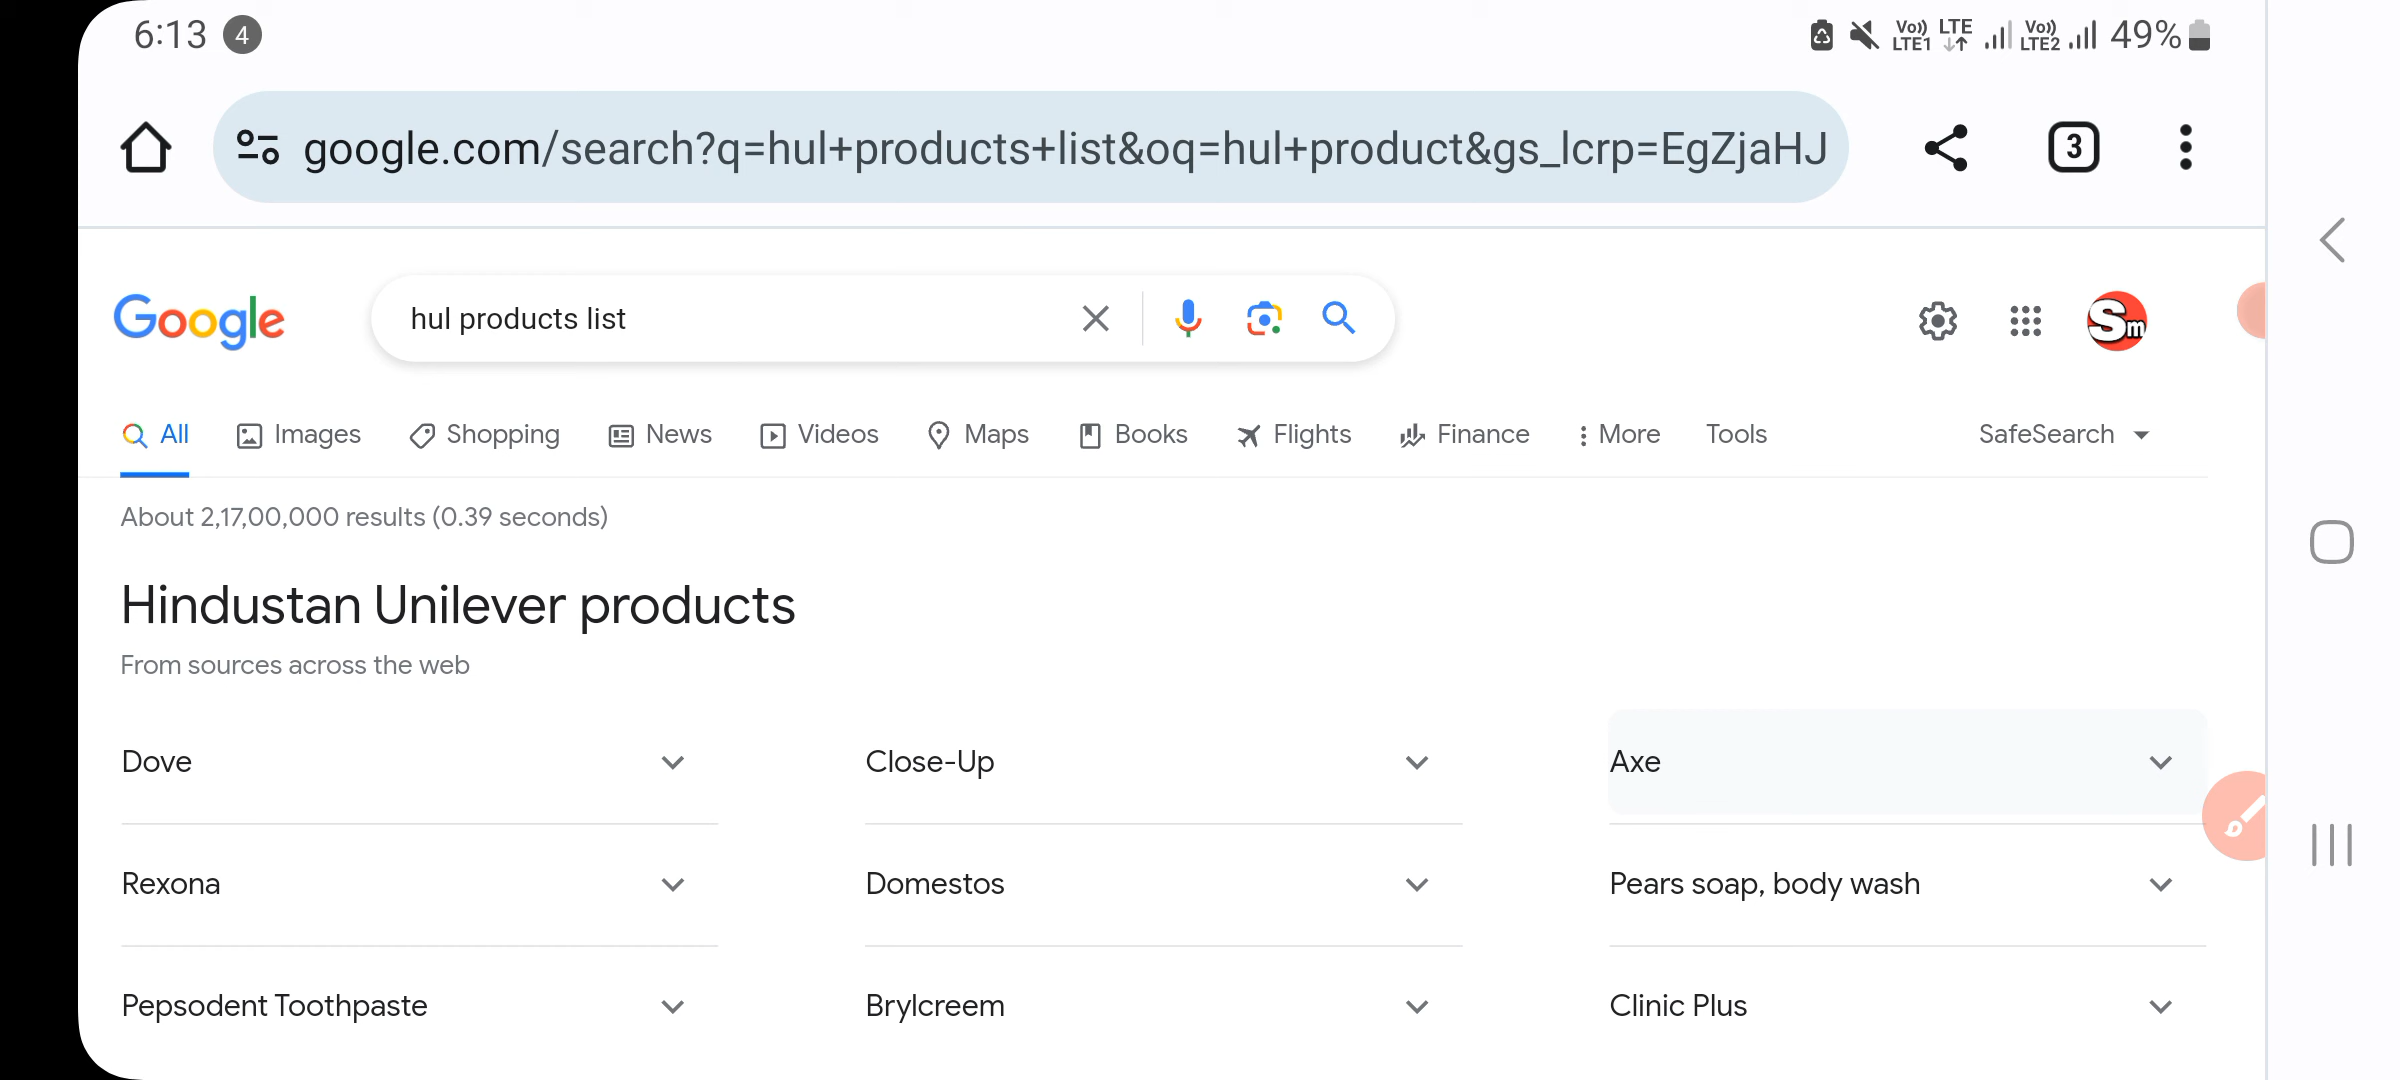 6:13 4 Vo)) LTE1 LTE Vo)) LTE2 49%
google.com/search?q=hul+products+list&oq=hul+product&gs_lcrp=EgZjaHJ 3
Google hul products list Sm
All Images Shopping News Videos Maps Books Flights Finance More Tools SafeSearch
About 2,17,00,000 results (0.39 seconds)
Hindustan Unilever products
From sources across the web
Dove Close-Up Axe
Rexona Domestos Pears soap, body wash
Pepsodent Toothpaste Brylcreem Clinic Plus